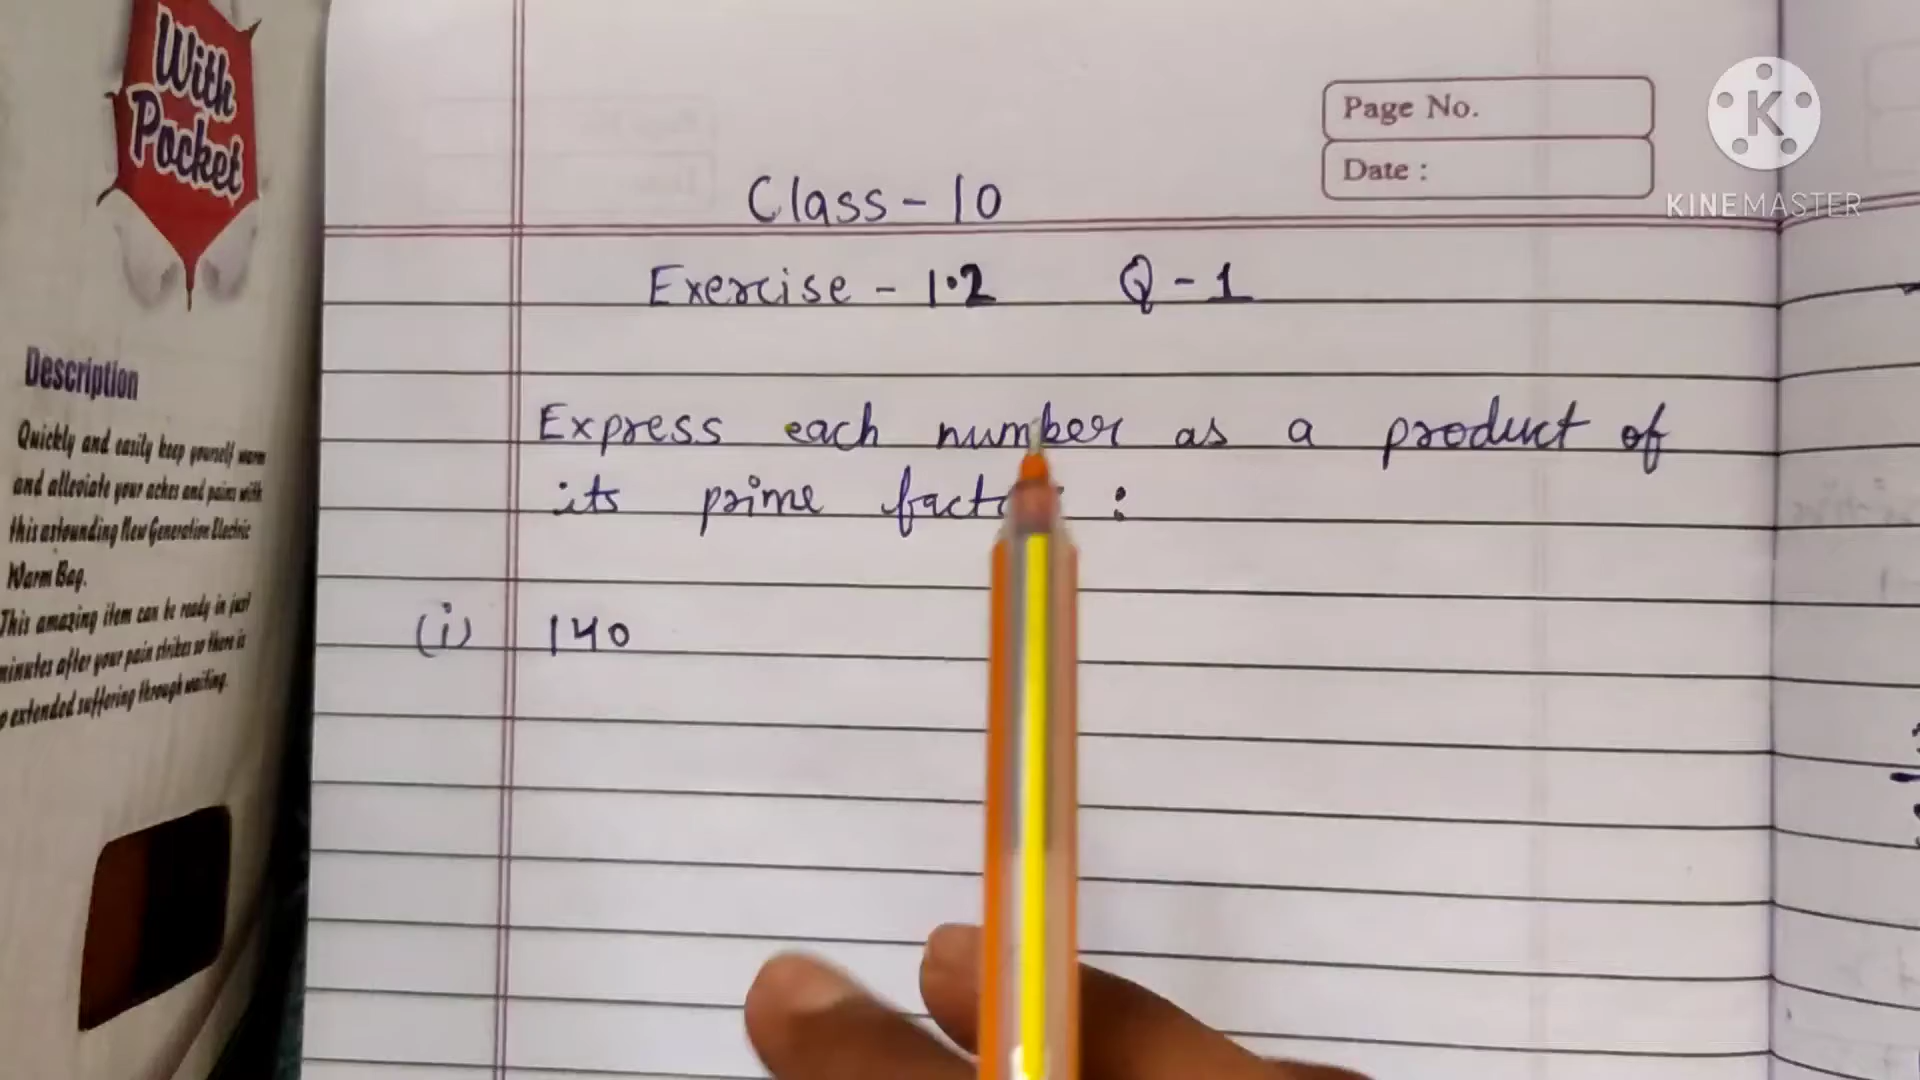 With
Pocket
Description
Quickly and easily keep yourself warm
and alleviate your aches and pains with
this astounding New Generation Electric
Warm Bag.
This amazing item can be ready in just
minutes after your pain strikes so there is
extended suffering through waiting.
Page No.
Date :
K
KINEMASTER
Class - 10
Exercise - 1.2 Q - 1
Express each number as a product of
its prime :
(i) 140